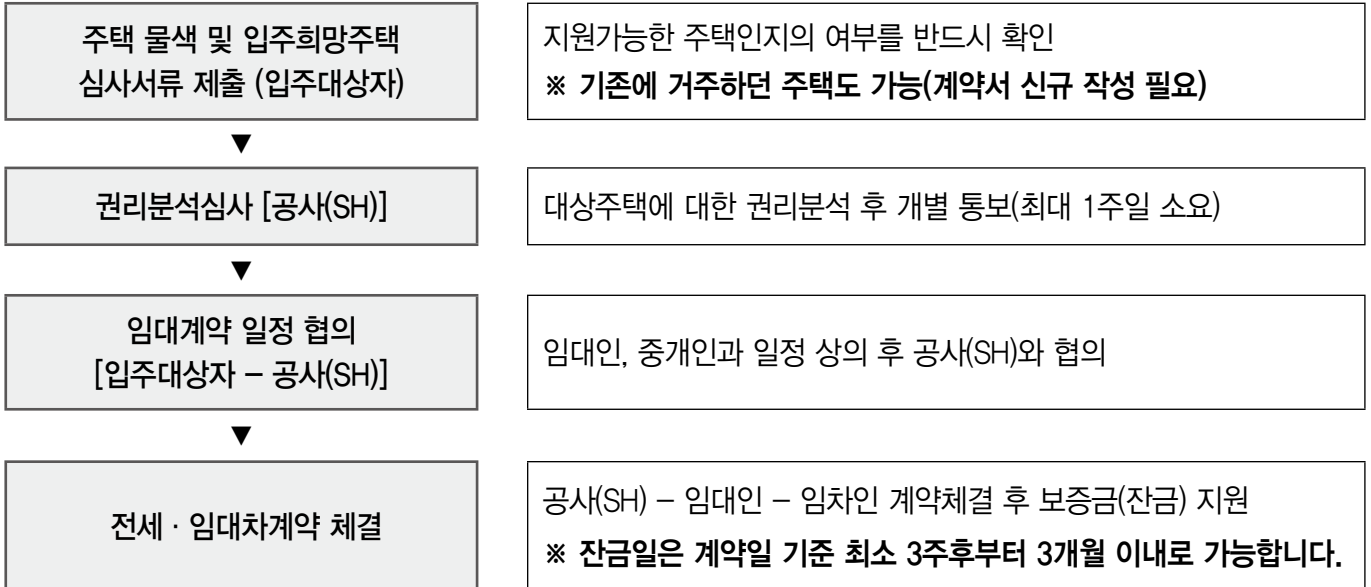 주택 물색 및 입주희망주택
심사서류 제출 (입주대상자)
지원가능한 주택인지의 여부를 반드시 확인
※ 기존에 거주하던 주택도 가능(계약서 신규 작성 필요)
▼
권리분석심사 [공사(SH)]
대상주택에 대한 권리분석 후 개별 통보(최대 1주일 소요)
▼
임대계약 일정 협의
[입주대상자 – 공사(SH)]
임대인, 중개인과 일정 상의 후 공사(SH)와 협의
▼
전세 · 임대차계약 체결
공사(SH) – 임대인 – 임차인 계약체결 후 보증금(잔금) 지원
※ 잔금일은 계약일 기준 최소 3주후부터 3개월 이내로 가능합니다.